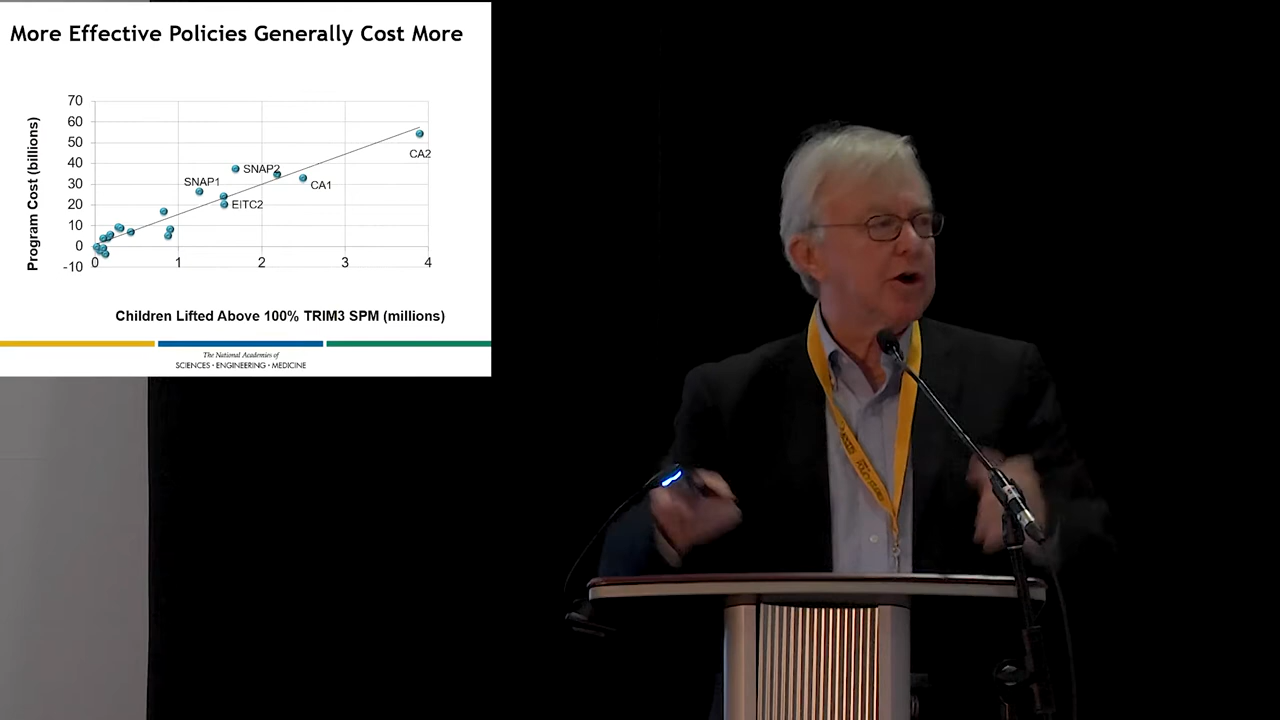 More Effective Policies Generally Cost More
Program Cost (billions)
70
60
50
40
30
20
10
0
-10
0 1 2 3 4
SNAP1
SNAP2
EITC2
CA1
CA2
Children Lifted Above 100% TRIM3 SPM (millions)
The National Academies of
SCIENCES · ENGINEERING · MEDICINE